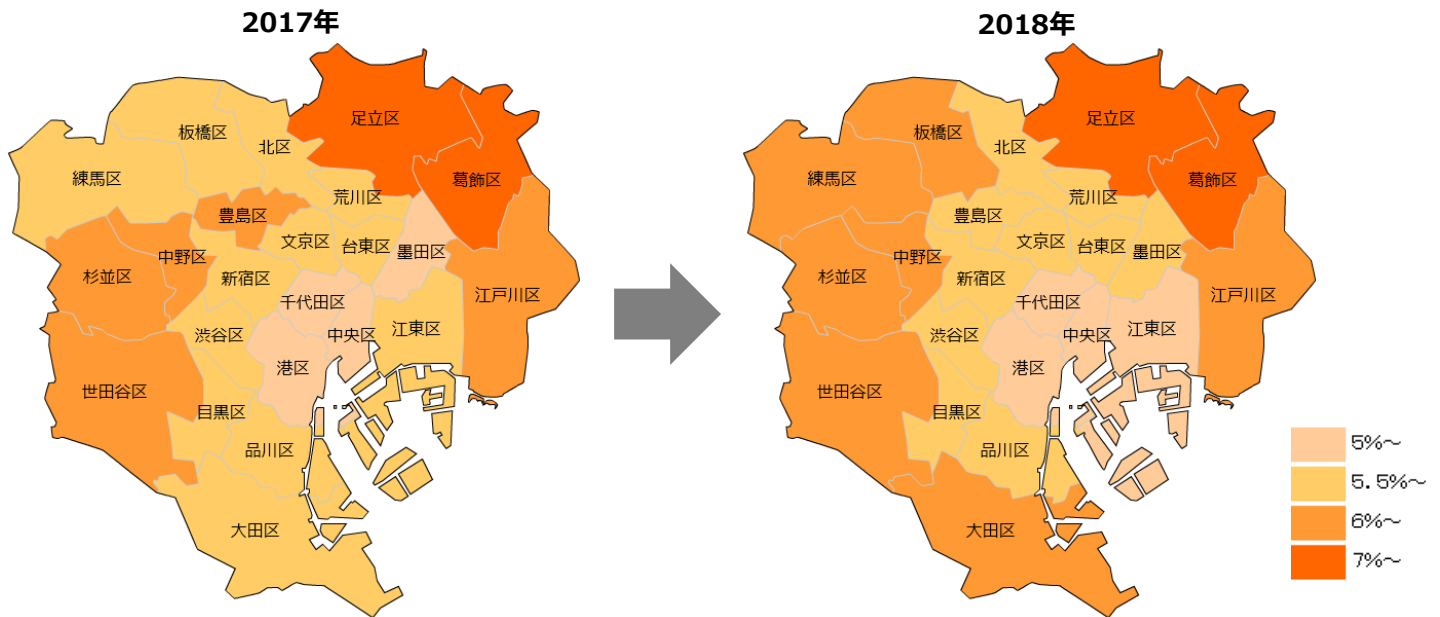 2017年
足立区
板橋区
北区
練馬区
葛飾区
荒川区
豊島区
文京区
台東区
墨田区
中野区
杉並区
新宿区
江戸川区
千代田区
中央区
江東区
渋谷区
港区
世田谷区
目黒区
品川区
大田区
2018年
足立区
板橋区
北区
練馬区
葛飾区
荒川区
豊島区
文京区
台東区
墨田区
中野区
杉並区
新宿区
江戸川区
千代田区
中央区
江東区
渋谷区
港区
世田谷区
目黒区
品川区
大田区
5%～
5.5%～
6%～
7%～